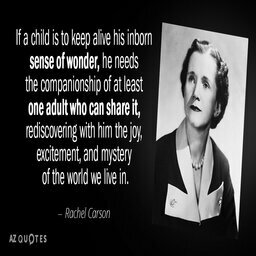 If a child is to keep alive his inborn
sense of wonder, he needs
the companionship of at least
one adult who can share it,
rediscovering with him the joy,
excitement, and mystery
of the world we live in.
– Rachel Carson
AZ QUOTES